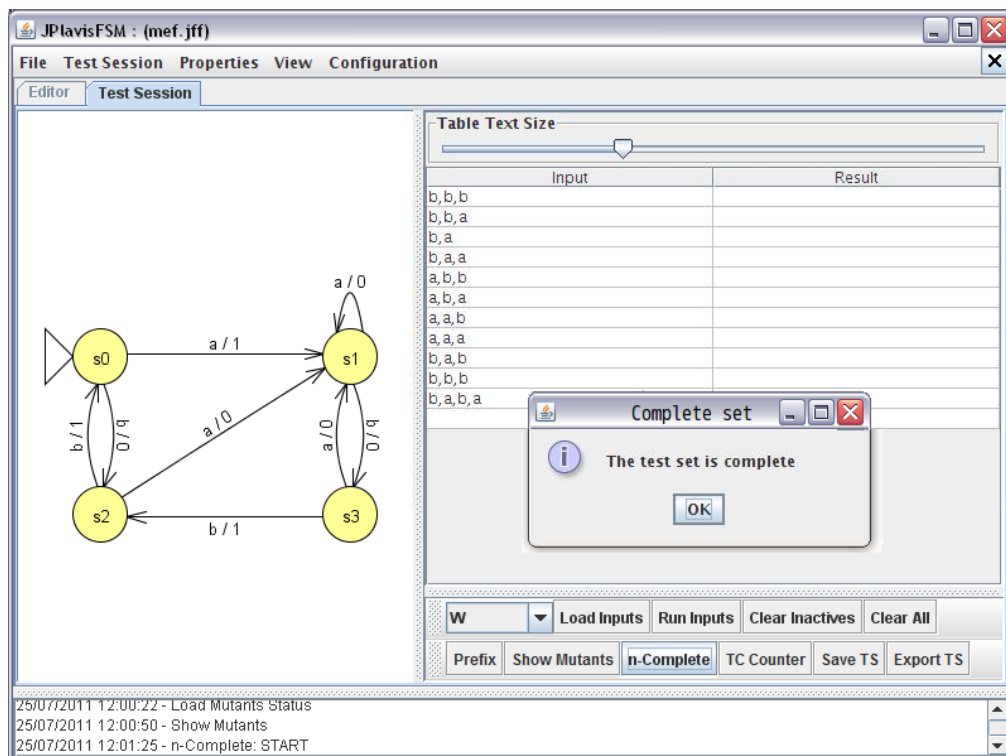 JPlavisFSM : (mef.jff)
File Test Session Properties View Configuration
Editor Test Session
Table Text Size
Input Result
b,b,b
b,b,a
b,a
b,a,a
a,b,b
a,b,a
a,a,b
a,a,a
b,a,b
b,b,b
b,a,b,a
Complete set
The test set is complete
OK
a / 0
s0
a / 1
s1
b / 1
b / 0
a / 0
a / 0
b / 0
s2
b / 1
s3
W Load Inputs Run Inputs Clear Inactives Clear All
Prefix Show Mutants n-Complete TC Counter Save TS Export TS
25/07/2011 12:00:22 - Load Mutants Status
25/07/2011 12:00:50 - Show Mutants
25/07/2011 12:01:25 - n-Complete: START